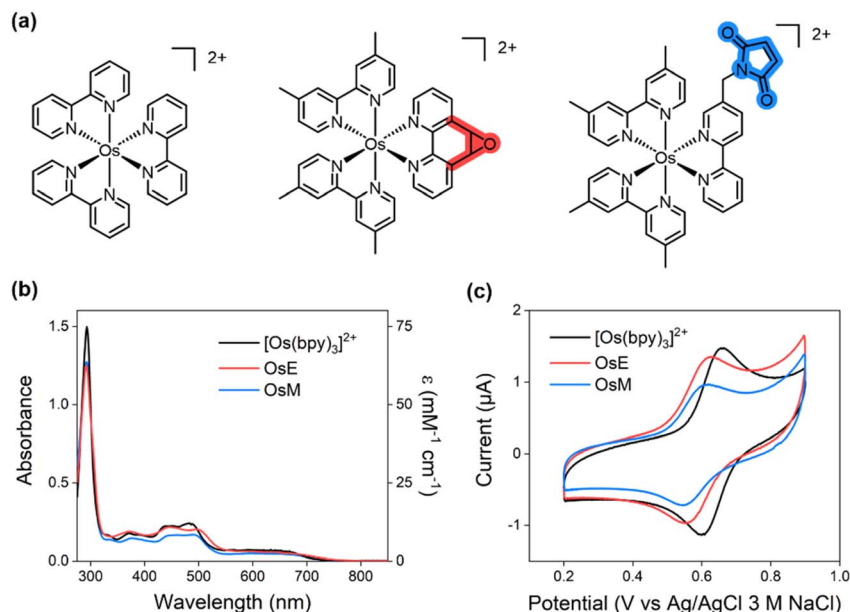 (a)
2+
2+
2+
N
N
N
Os
N
N
N
N
N
N
Os
N
N
N
O
O
N
O
N
N
N
Os
N
N
N
(b)
1.5
1.0
0.5
0.0
Absorbance
[Os(bpy)₃]²⁺
OsE
OsM
75
50
25
0
ε (mM⁻¹ cm⁻¹)
300 400 500 600 700 800
Wavelength (nm)
(c)
2
1
0
-1
Current (µA)
[Os(bpy)₃]²⁺
OsE
OsM
0.2 0.4 0.6 0.8 1.0
Potential (V vs Ag/AgCl 3 M NaCl)